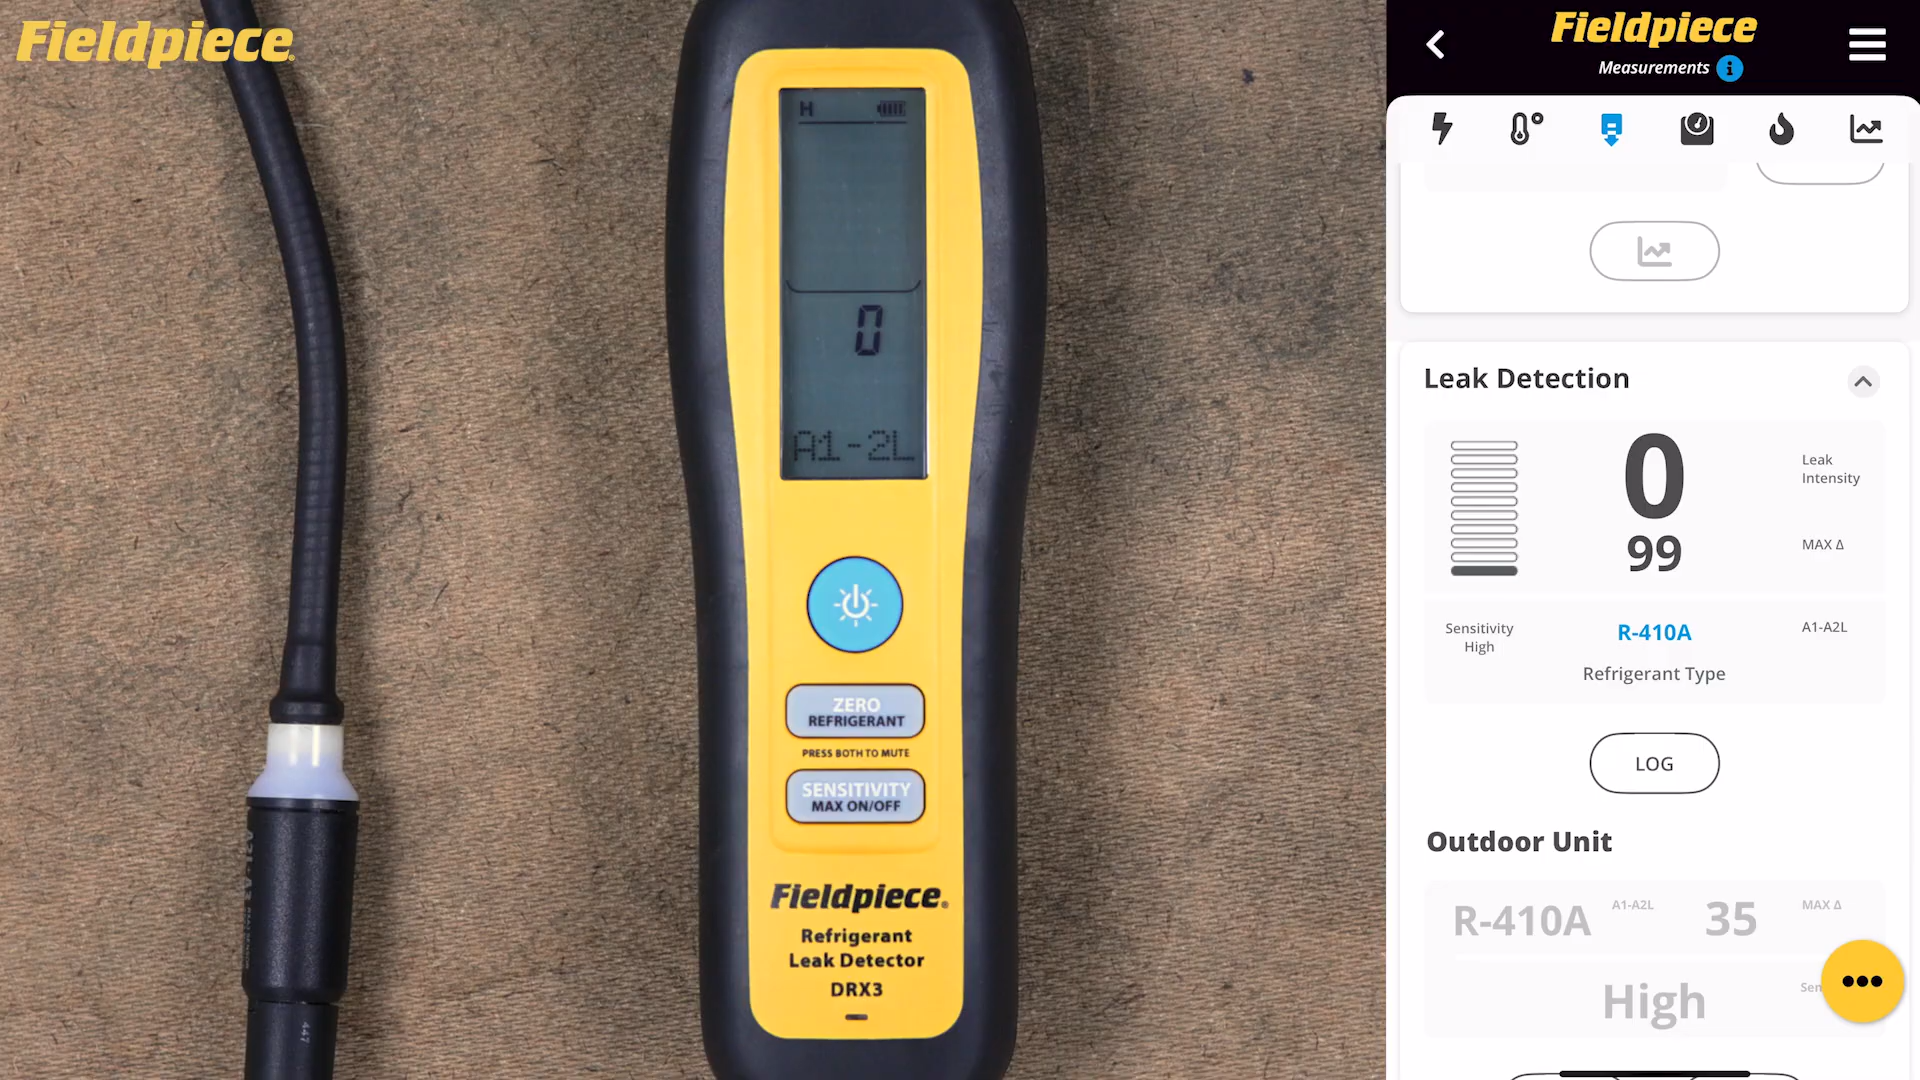 Fieldpiece
H
0
A1-2L
ZERO
REFRIGERANT
PRESS BOTH TO MUTE
SENSITIVITY
MAX ON/OFF
Fieldpiece
Refrigerant
Leak Detector
DRX3
447
Fieldpiece
Measurements i
Leak Detection
0
Leak
Intensity
99
MAX Δ
Sensitivity
High
R-410A
A1-A2L
Refrigerant Type
LOG
Outdoor Unit
R-410A
A1-A2L
35
MAX Δ
High